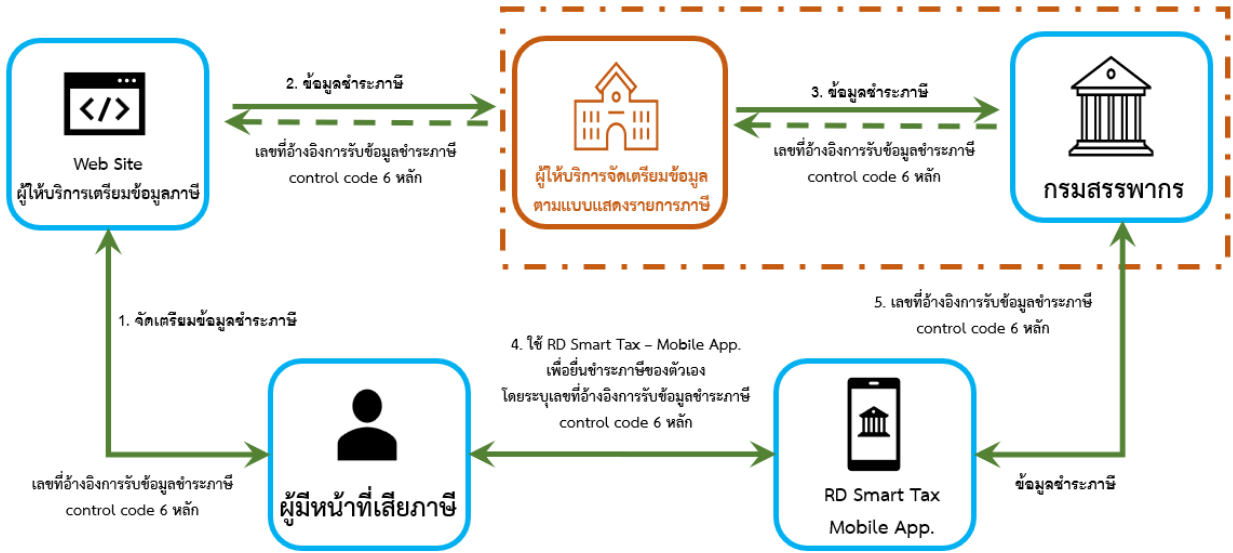 Web Site
ผู้ให้บริการเตรียมข้อมูลภาษี
2. ข้อมูลชำระภาษี
เลขที่อ้างอิงการรับข้อมูลชำระภาษี
control code 6 หลัก
ผู้ให้บริการจัดเตรียมข้อมูล
ตามแบบแสดงรายการภาษี
3. ข้อมูลชำระภาษี
เลขที่อ้างอิงการรับข้อมูลชำระภาษี
control code 6 หลัก
กรมสรรพากร
1. จัดเตรียมข้อมูลชำระภาษี
เลขที่อ้างอิงการรับข้อมูลชำระภาษี
control code 6 หลัก
ผู้มีหน้าที่เสียภาษี
4. ใช้ RD Smart Tax – Mobile App.
เพื่อยื่นชำระภาษีของตัวเอง
โดยระบุเลขที่อ้างอิงการรับข้อมูลชำระภาษี
control code 6 หลัก
RD Smart Tax
Mobile App.
5. เลขที่อ้างอิงการรับข้อมูลชำระภาษี
control code 6 หลัก
ข้อมูลชำระภาษี